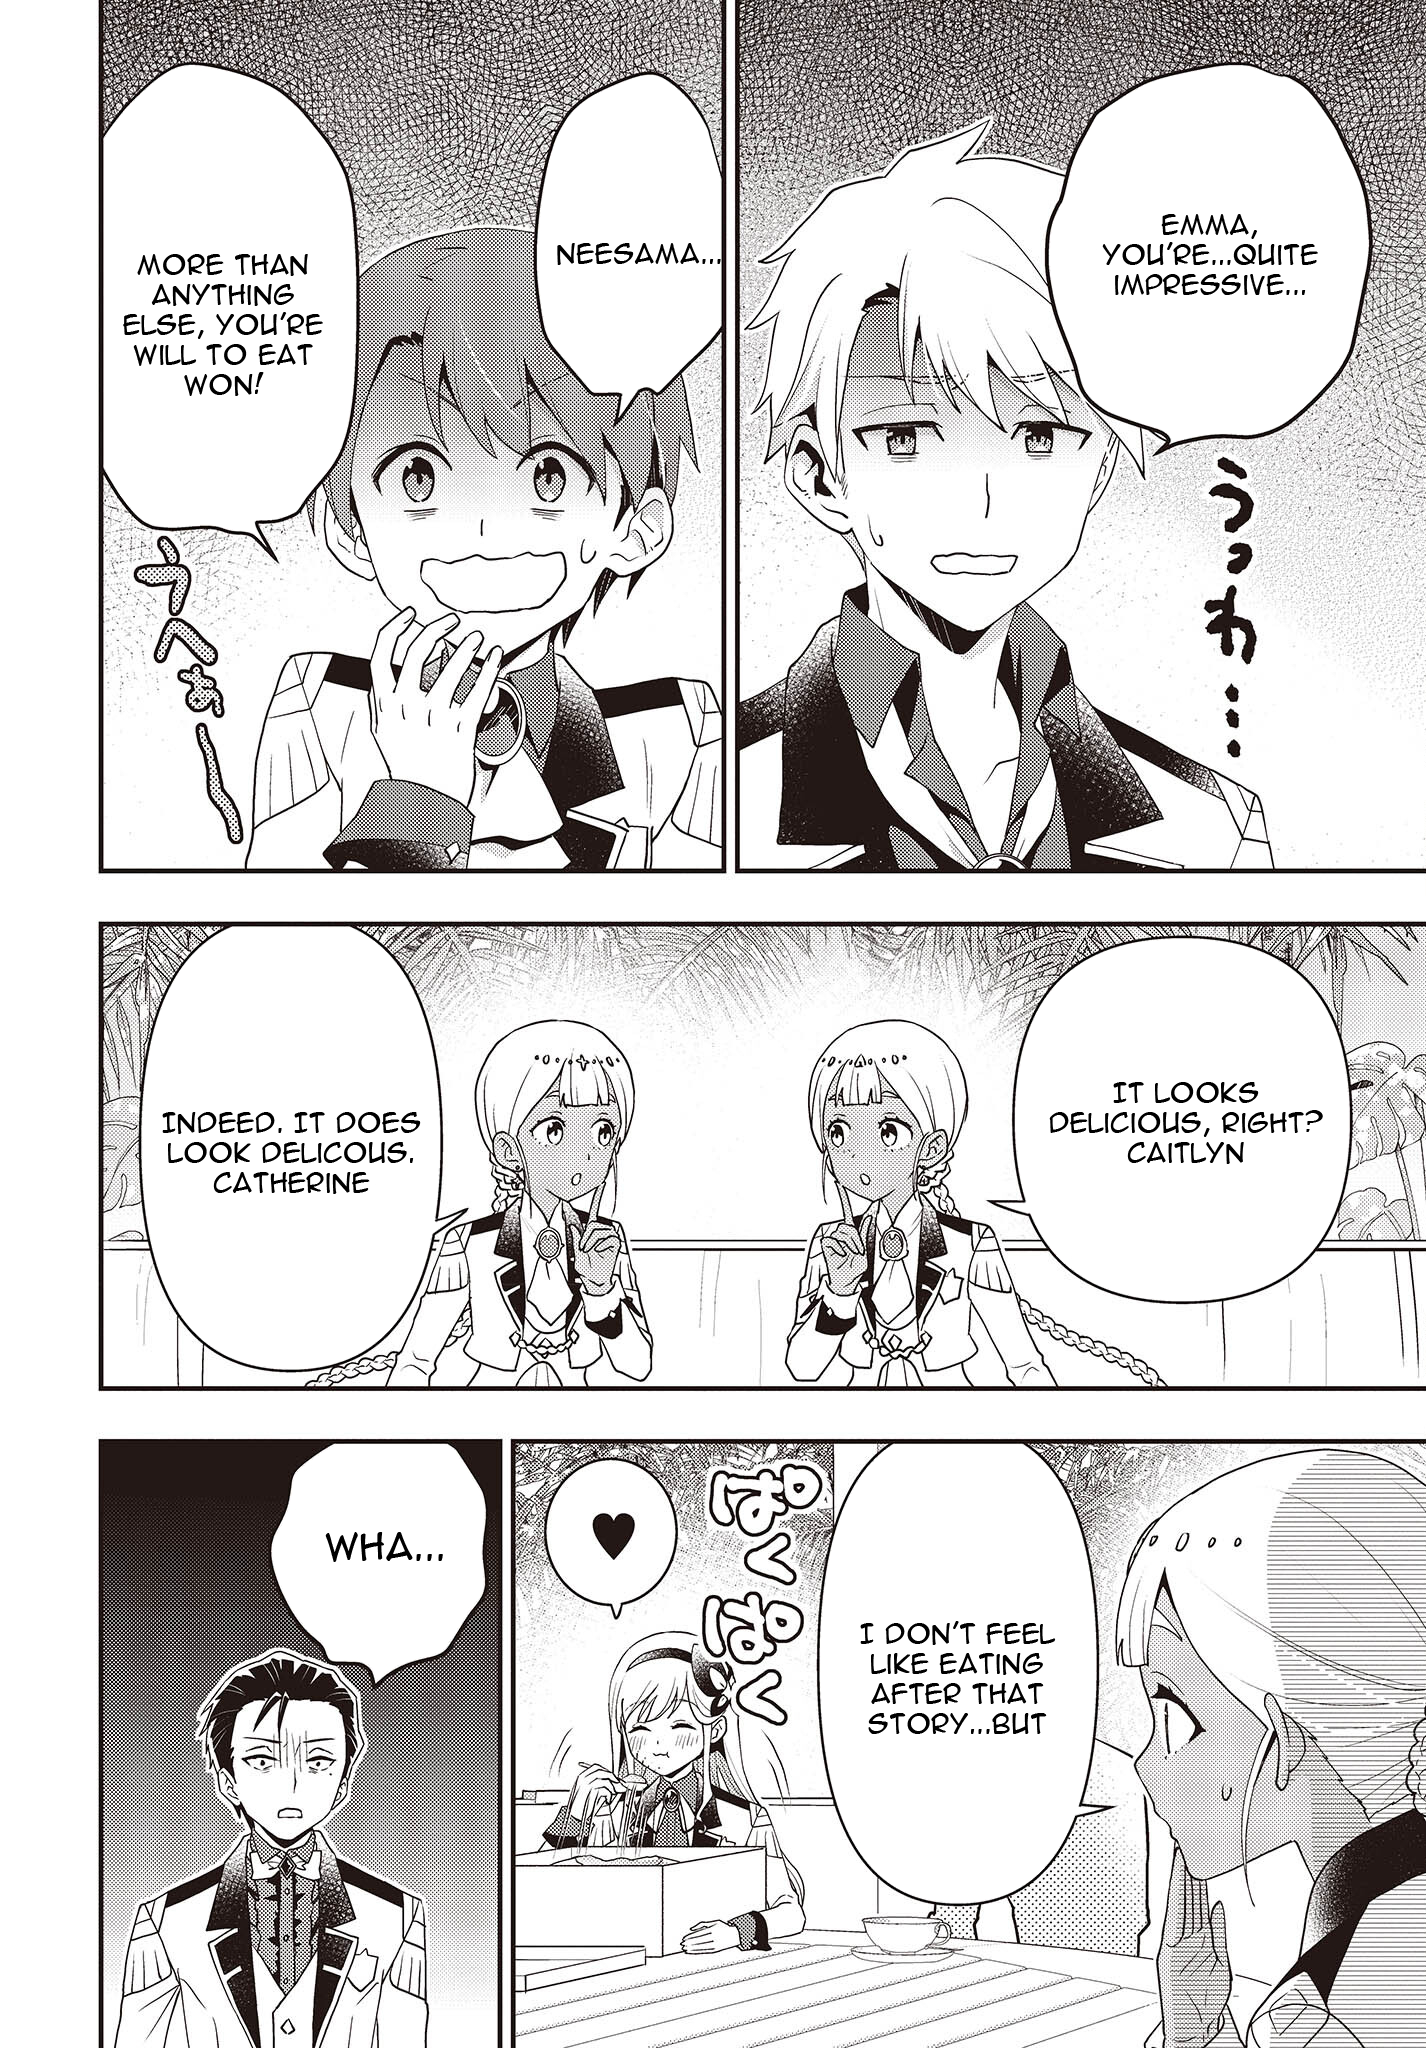 EMMA,
YOU'RE...QUITE
IMPRESSIVE...
うっわ…
NEESAMA...
MORE THAN
ANYTHING
ELSE, YOU'RE
WILL TO EAT
WON!
うへぁー
IT LOOKS
DELICIOUS, RIGHT?
CAITLYN
INDEED. IT DOES
LOOK DELICOUS.
CATHERINE
I DON'T FEEL
LIKE EATING
AFTER THAT
STORY...BUT
ぱく
ぱく
♥
WHA...